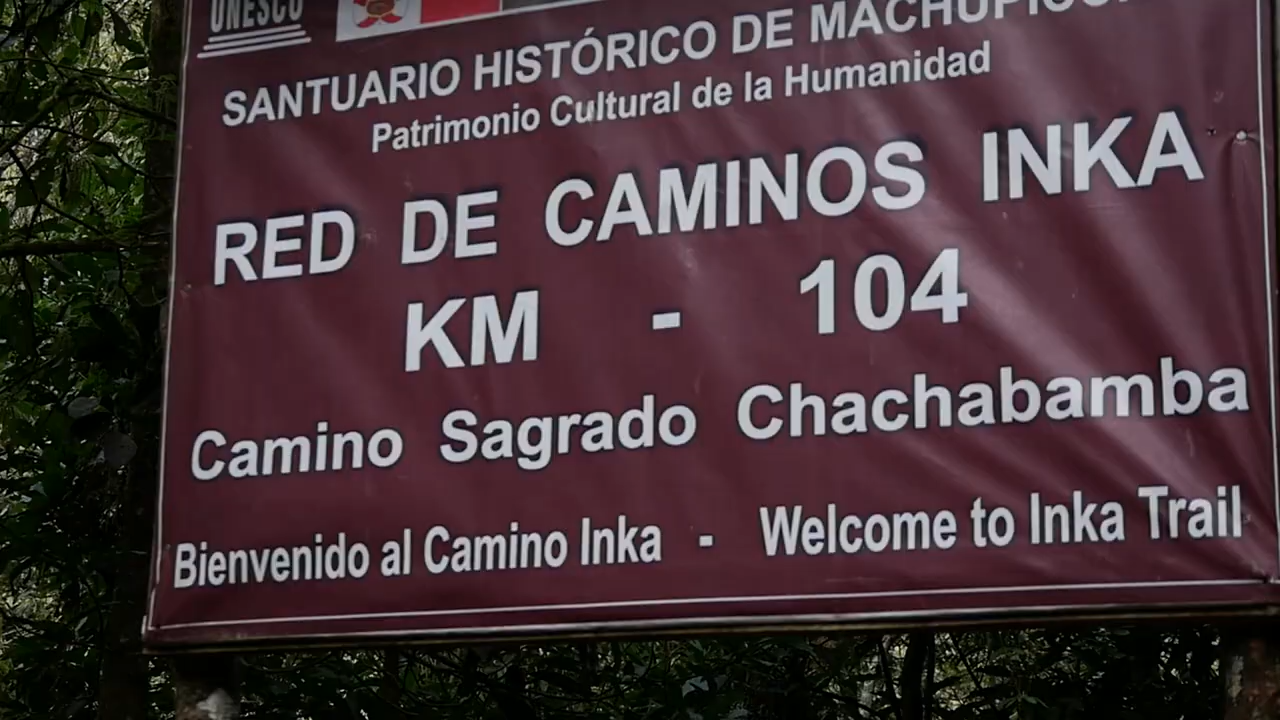 UNESCO
SANTUARIO HISTÓRICO DE
Patrimonio Cultural de la Humanidad
RED DE CAMINOS INKA
KM - 104
Camino Sagrado Chachabamba
Bienvenido al Camino Inka - Welcome to Inka Trail